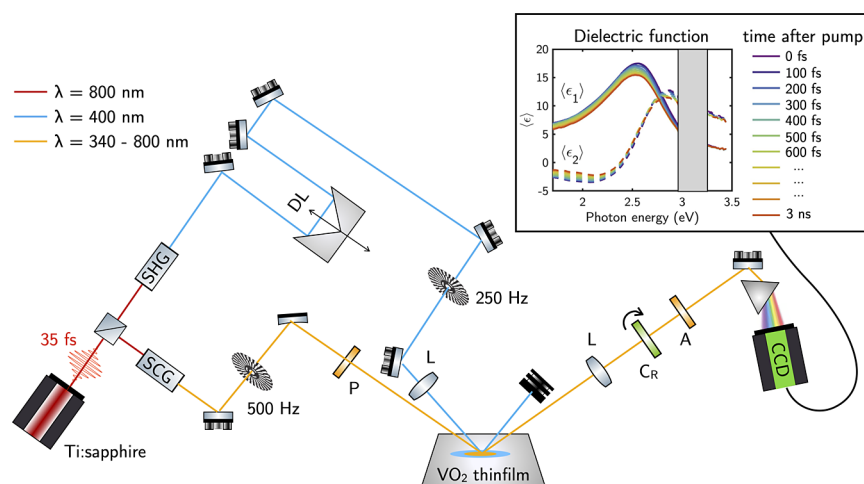 λ = 800 nm
λ = 400 nm
λ = 340 - 800 nm
DL
SHG
35 fs
SCG
Ti:sapphire
500 Hz
P
L
250 Hz
VO₂ thinfilm
L
C_R
A
CCD
Dielectric function
⟨ϵ⟩
20
15
10
5
0
-5
⟨ϵ₁⟩
⟨ϵ₂⟩
2
2.5
3
3.5
Photon energy (eV)
time after pump
0 fs
100 fs
200 fs
300 fs
400 fs
500 fs
600 fs
...
...
...
3 ns